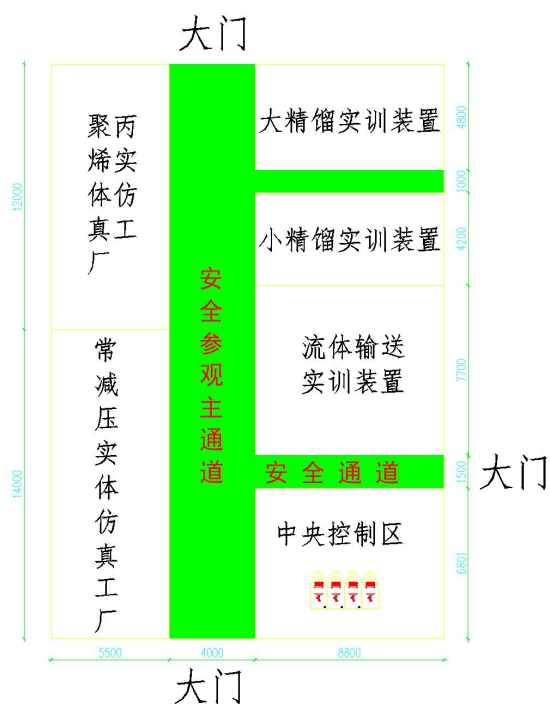 大门
聚丙
烯实
体仿
真工
厂
大精馏实训装置
4800
1000
12000
小精馏实训装置
4200
安全参观主通道
常减压实体仿真工厂
流体输送
实训装置
7700
14000
安全通道
1500
大门
中央控制区
6801
5500
4000
8800
大门